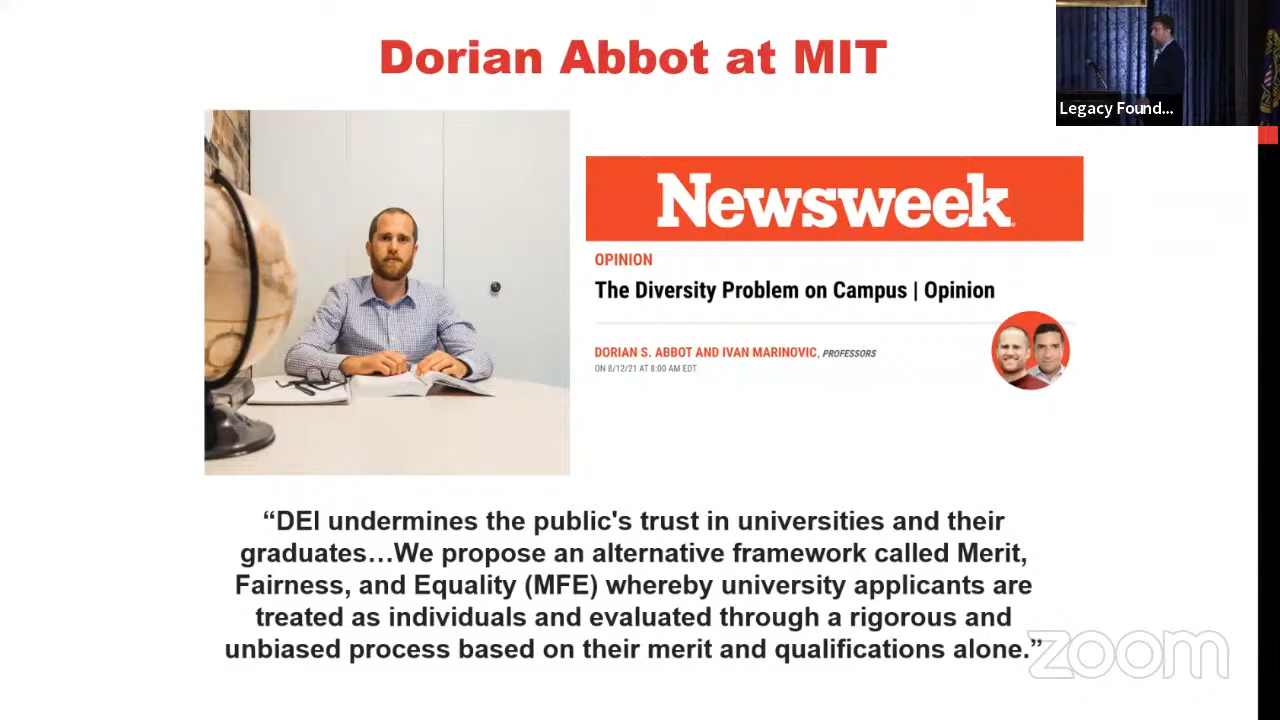 Dorian Abbot at MIT
Legacy Found...
Newsweek
OPINION
The Diversity Problem on Campus | Opinion
DORIAN S. ABBOT AND IVAN MARINOVIC, PROFESSORS
ON 8/12/21 AT 8:00 AM EDT
“DEI undermines the public's trust in universities and their
graduates…We propose an alternative framework called Merit,
Fairness, and Equality (MFE) whereby university applicants are
treated as individuals and evaluated through a rigorous and
unbiased process based on their merit and qualifications alone.”
zoom